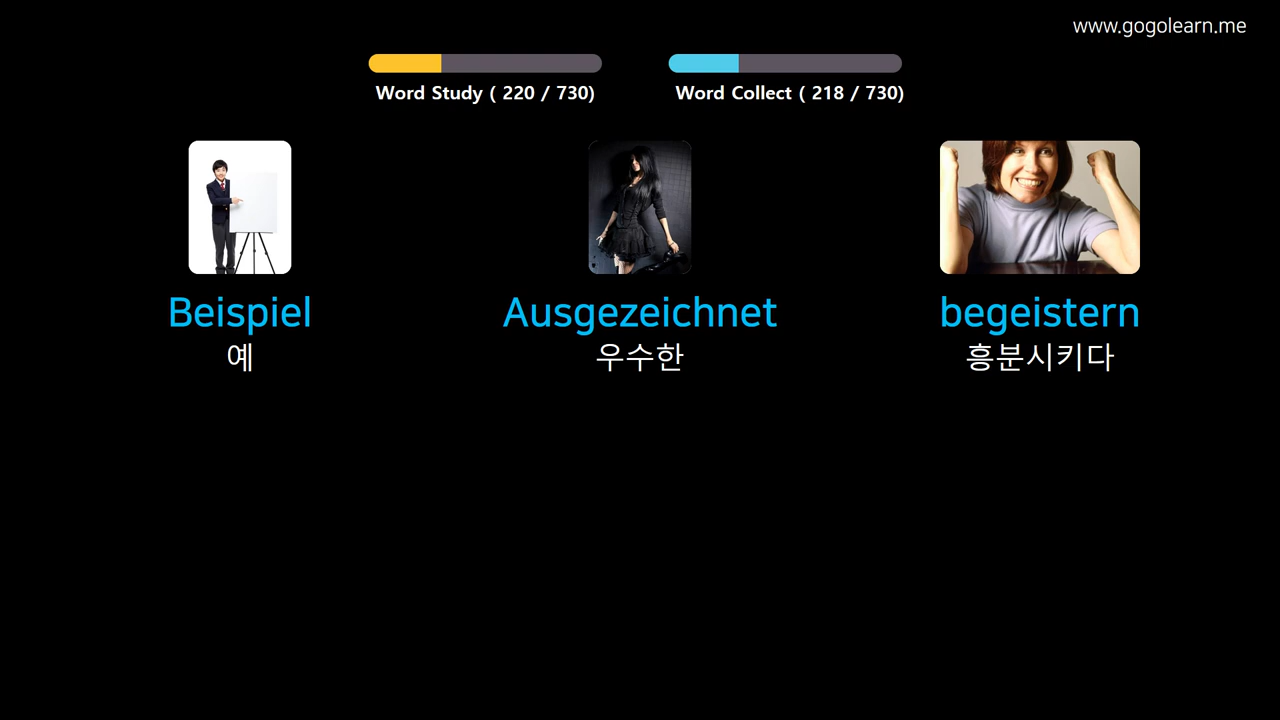 www.gogolearn.me
Word Study ( 220 / 730)
Word Collect ( 218 / 730)
Beispiel
예
Ausgezeichnet
우수한
begeistern
흥분시키다